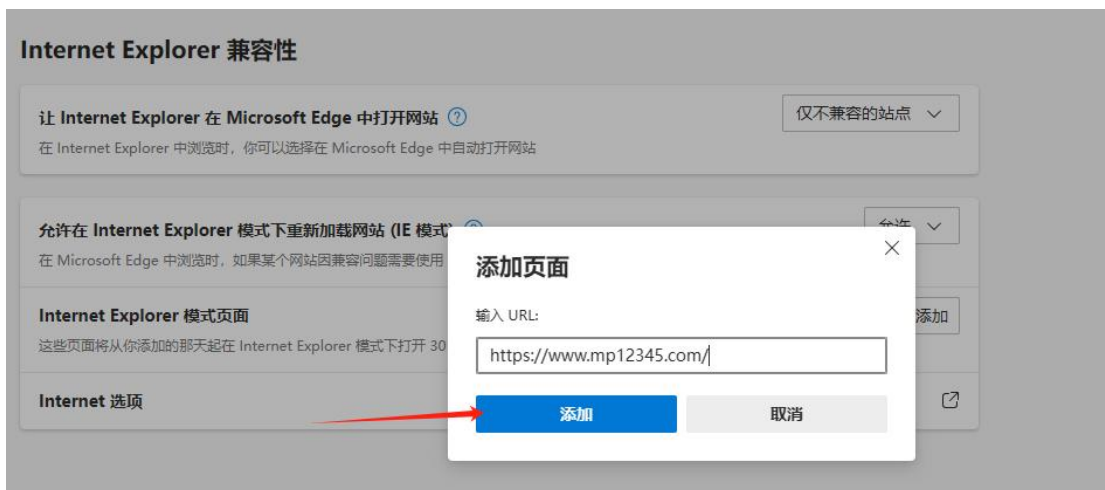 Internet Explorer 兼容性
让 Internet Explorer 在 Microsoft Edge 中打开网站
仅不兼容的站点
在 Internet Explorer 中浏览时，你可以选择在 Microsoft Edge 中自动打开网站
允许在 Internet Explorer 模式下重新加载网站 (IE 模式)
允许
在 Microsoft Edge 中浏览时，如果某个网站因兼容问题需要使用
Internet Explorer 模式页面
添加
这些页面将从你添加的那天起在 Internet Explorer 模式下打开 30
Internet 选项
添加页面
输入 URL:
https://www.mp12345.com/
添加
取消